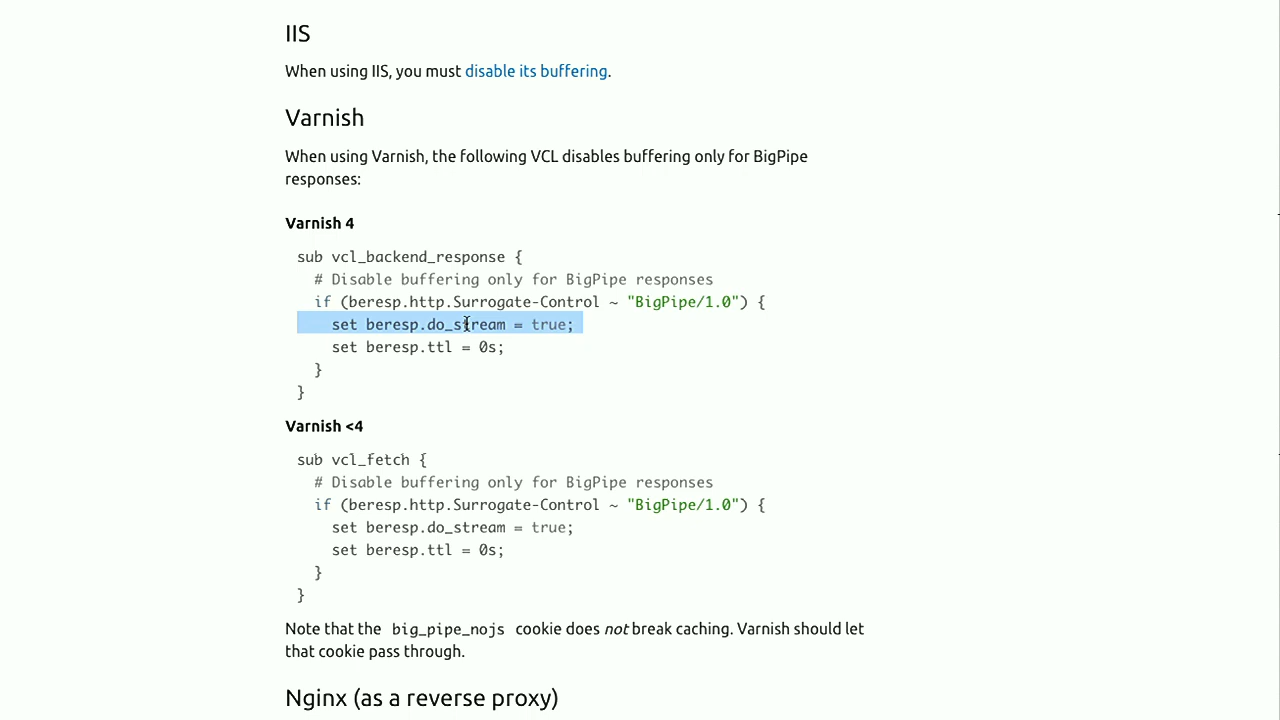 IIS
When using IIS, you must disable its buffering.
Varnish
When using Varnish, the following VCL disables buffering only for BigPipe
responses:
Varnish 4
sub vcl_backend_response {
# Disable buffering only for BigPipe responses
if (beresp.http.Surrogate-Control ~ "BigPipe/1.0") {
set beresp.do_stream = true;
set beresp.ttl = 0s;
}
}
Varnish <4
sub vcl_fetch {
# Disable buffering only for BigPipe responses
if (beresp.http.Surrogate-Control ~ "BigPipe/1.0") {
set beresp.do_stream = true;
set beresp.ttl = 0s;
}
}
Note that the big_pipe_nojs cookie does not break caching. Varnish should let
that cookie pass through.
Nginx (as a reverse proxy)